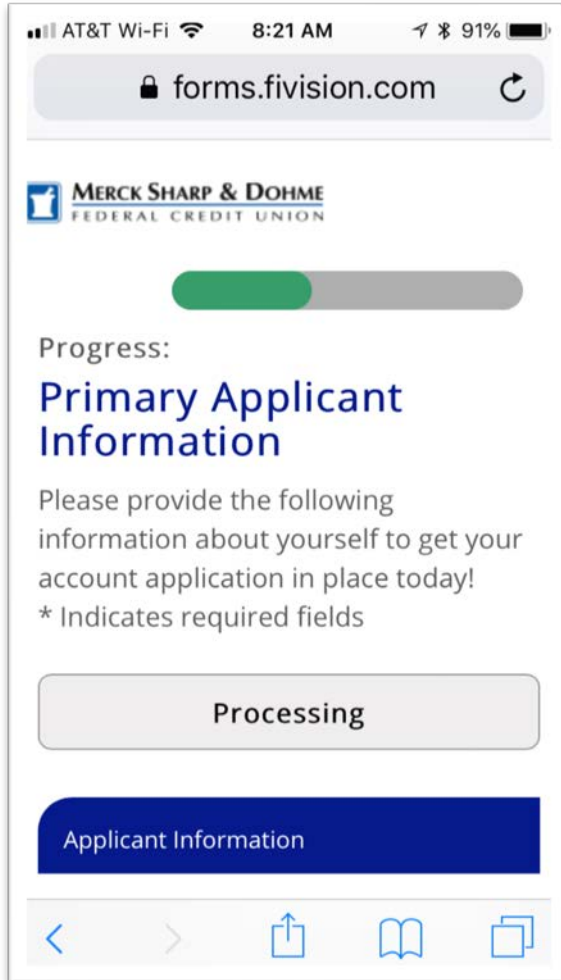 AT&T Wi-Fi 8:21 AM 91%
forms.fivision.com
MERCK SHARP & DOHME
FEDERAL CREDIT UNION
Progress:
Primary Applicant
Information
Please provide the following
information about yourself to get your
account application in place today!
* Indicates required fields
Processing
Applicant Information